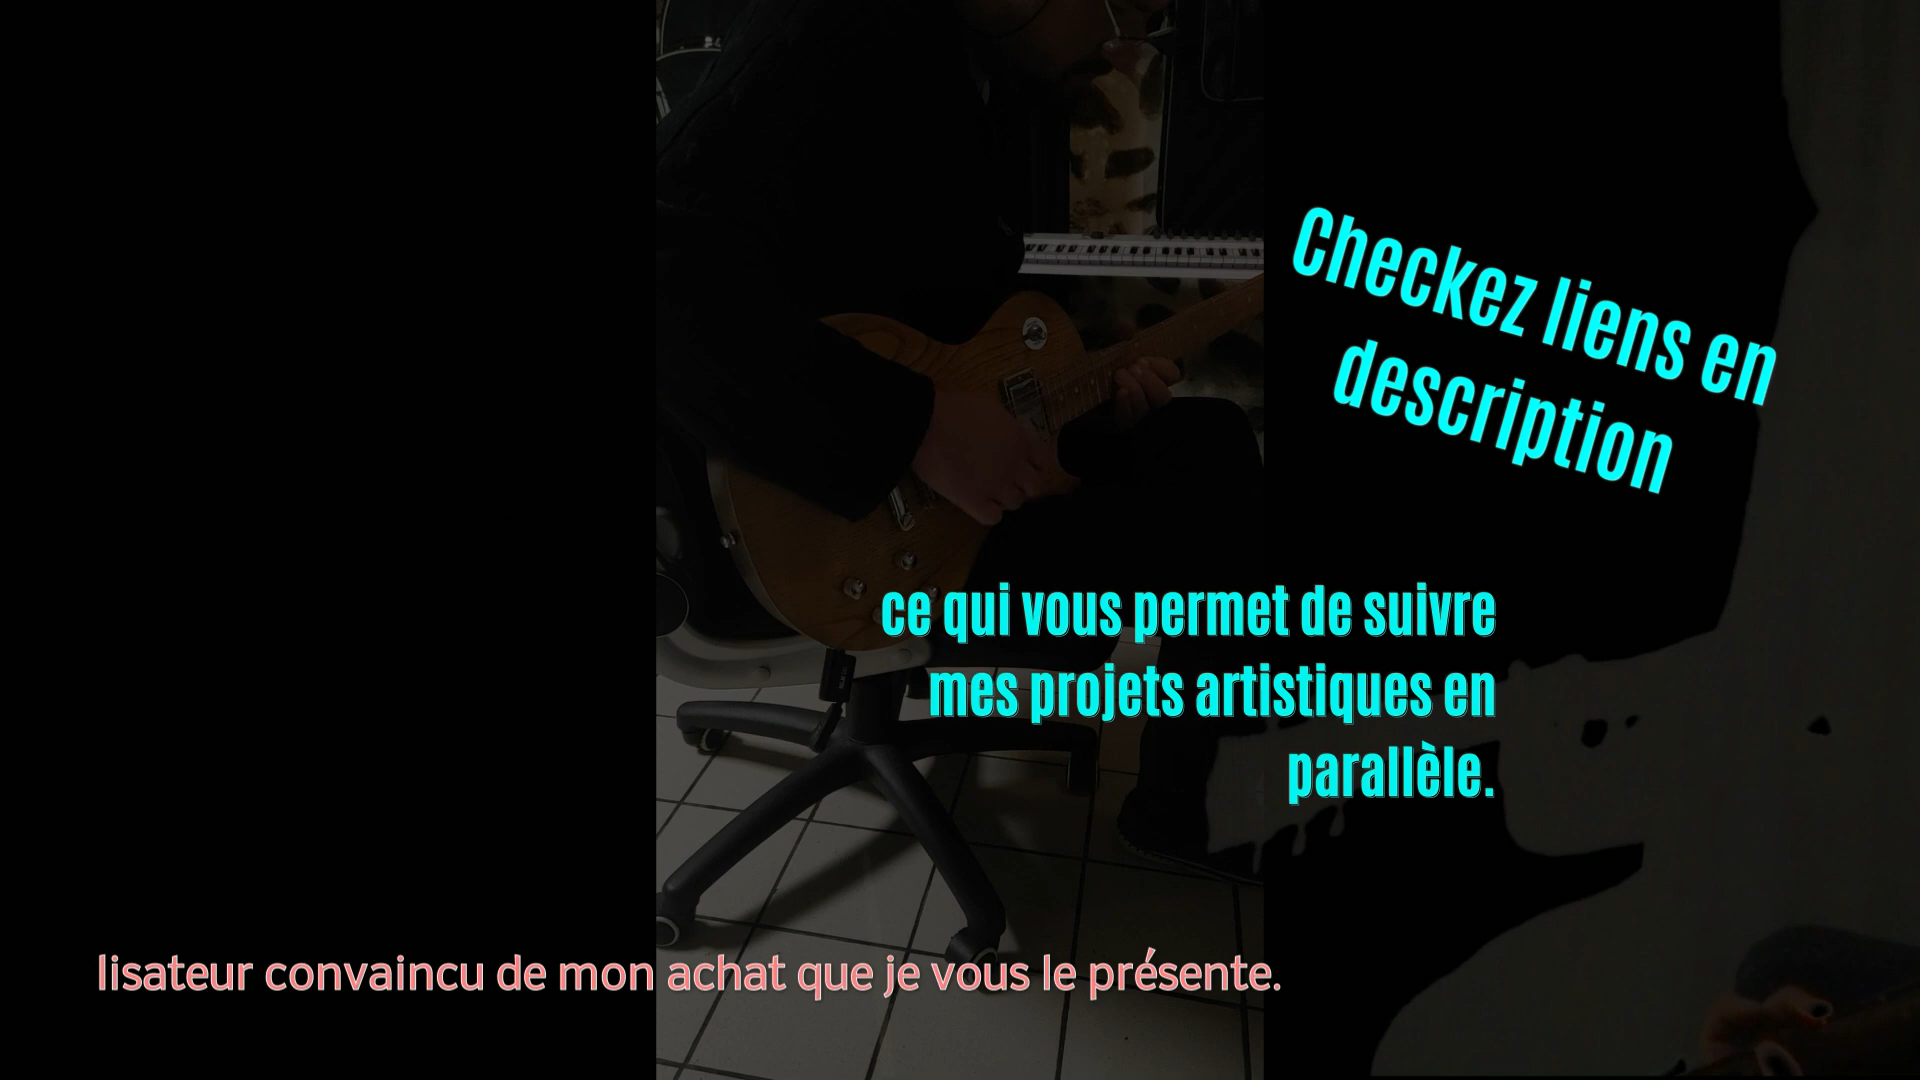 Checkez liens en
description
ce qui vous permet de suivre
mes projets artistiques en
parallèle.
lisateur convaincu de mon achat que je vous le présente.